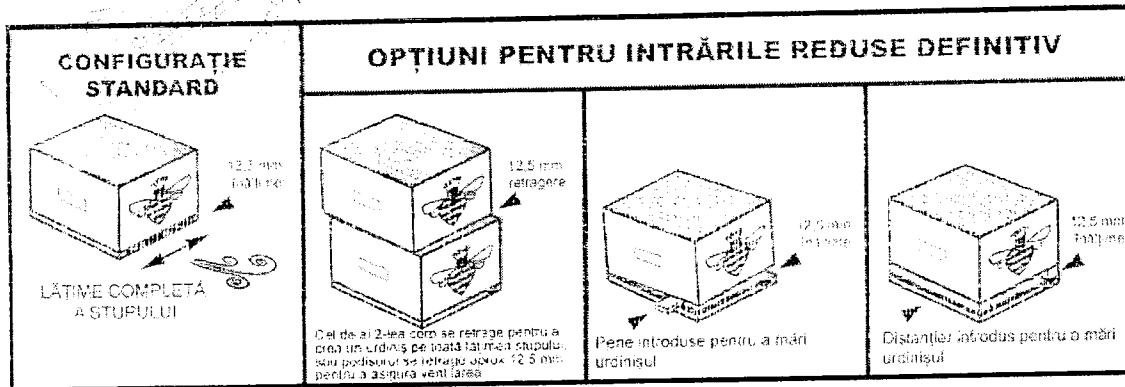 CONFIGURAȚIE
STANDARD
OPȚIUNI PENTRU INTRĂRILE REDUSE DEFINITIV
12,5 mm
înălțime
LĂȚIME COMPLETĂ
A STUPULUI
12,5 mm
retragere
Cel de al 2-lea corp se retrage pentru a
crea un urdiniș pe toată lățimea stupului,
sau podișorul se retrage aprox 12,5 mm
pentru a asigura ventilarea
12,5 mm
înălțime
Pene introduse pentru a mări
urdinișul
12,5 mm
înălțime
Distanțier introdus pentru a mări
urdinișul